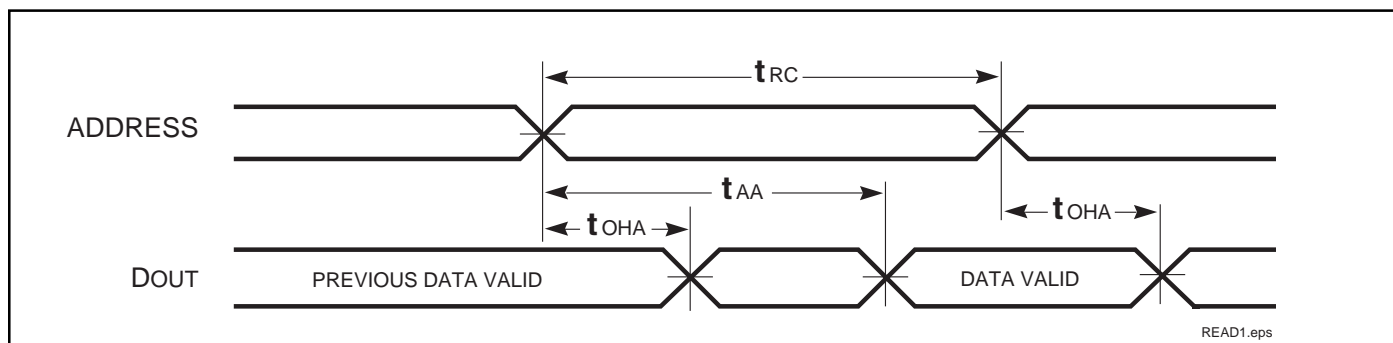 tRC
ADDRESS
tAA
tOHA
tOHA
DOUT
PREVIOUS DATA VALID
DATA VALID
READ1.eps